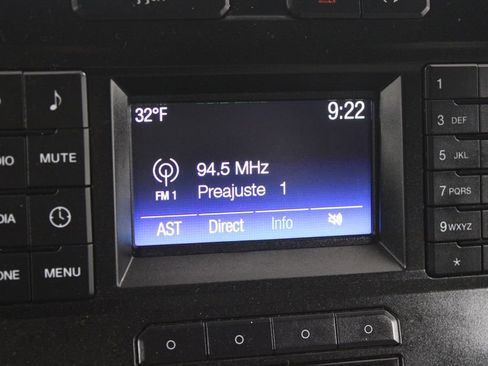 32°F 9:22
94.5 MHz
FM 1 Preajuste 1
AST Direct Info
MUTE
MENU
1
3 DEF
5 JKL
7 PQRS
9 WXYZ
*